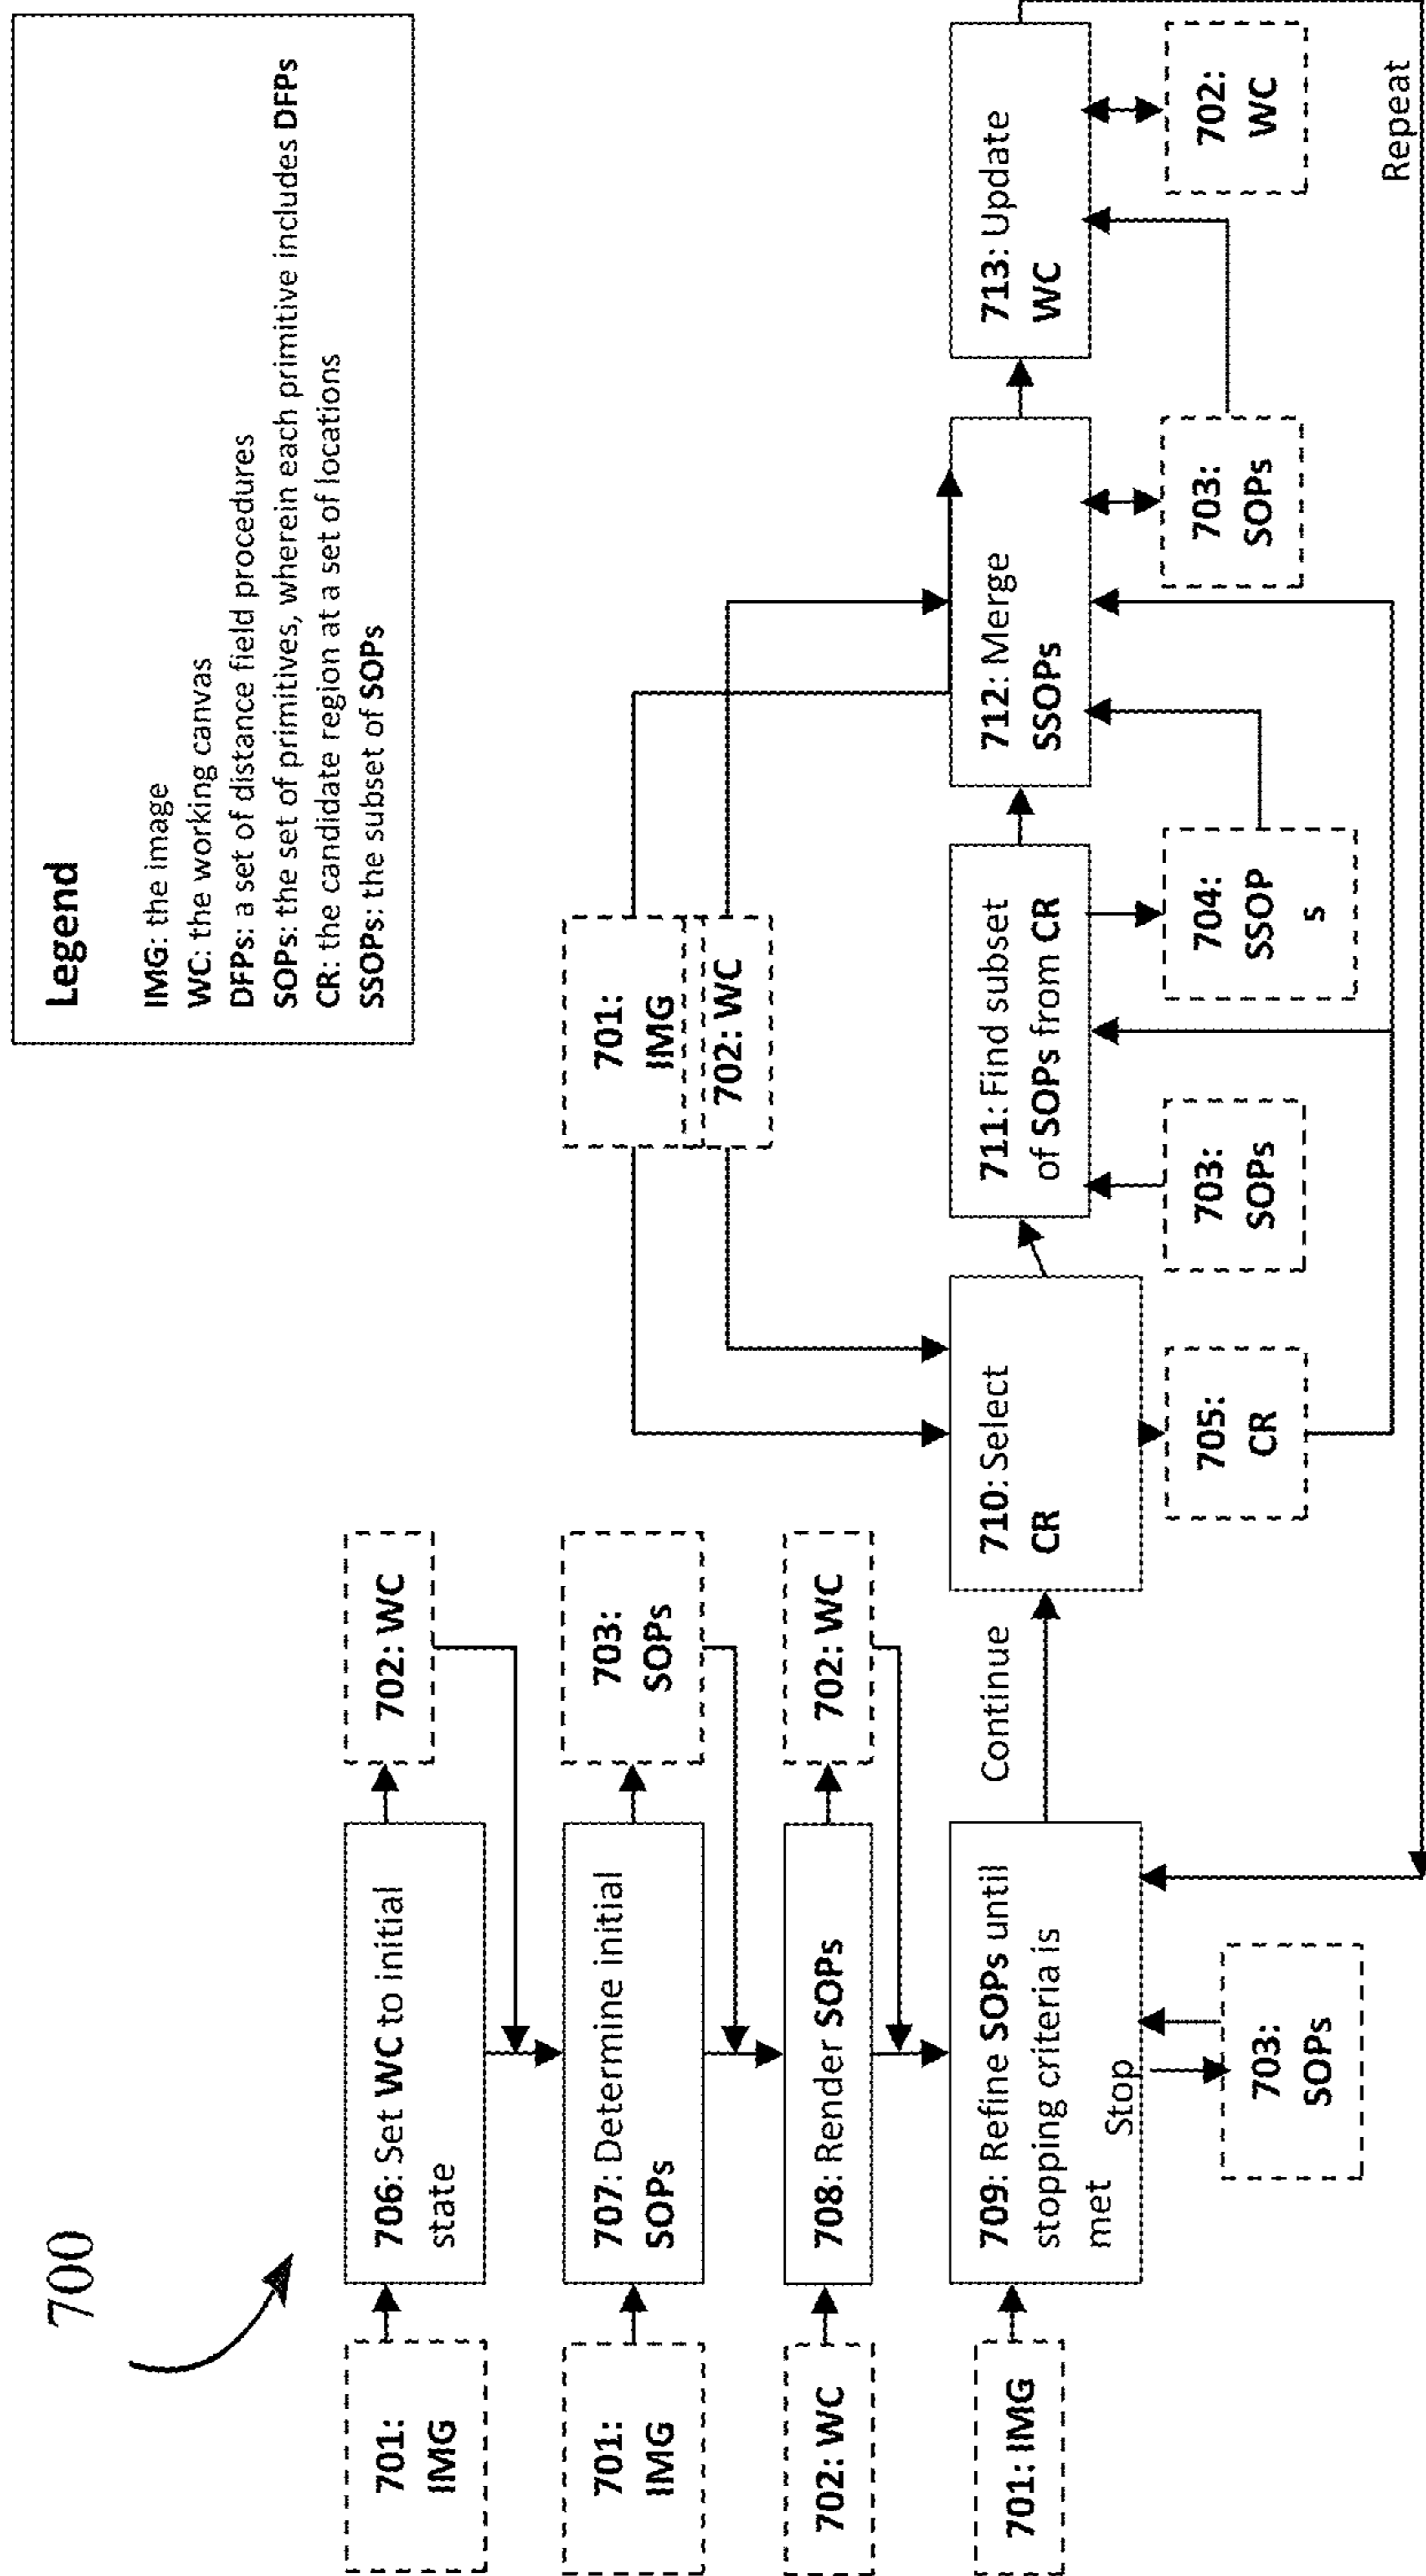 700
Legend
IMG: the image
WC: the working canvas
DFPs: a set of distance field procedures
SOPs: the set of primitives, wherein each primitive includes DFPs
CR: the candidate region at a set of locations
SSOPs: the subset of SOPs
701:
IMG
706: Set WC to initial
state
702: WC
701:
IMG
707: Determine initial
SOPs
703:
SOPs
701:
IMG
702: WC
702: WC
708: Render SOPs
702: WC
701: IMG
709: Refine SOPs until
stopping criteria is
met
Stop
Continue
710: Select
CR
711: Find subset
of SOPs from CR
712: Merge
SSOPs
713: Update
WC
703:
SOPs
705:
CR
703:
SOPs
704:
SSOP
s
703:
SOPs
702:
WC
Repeat